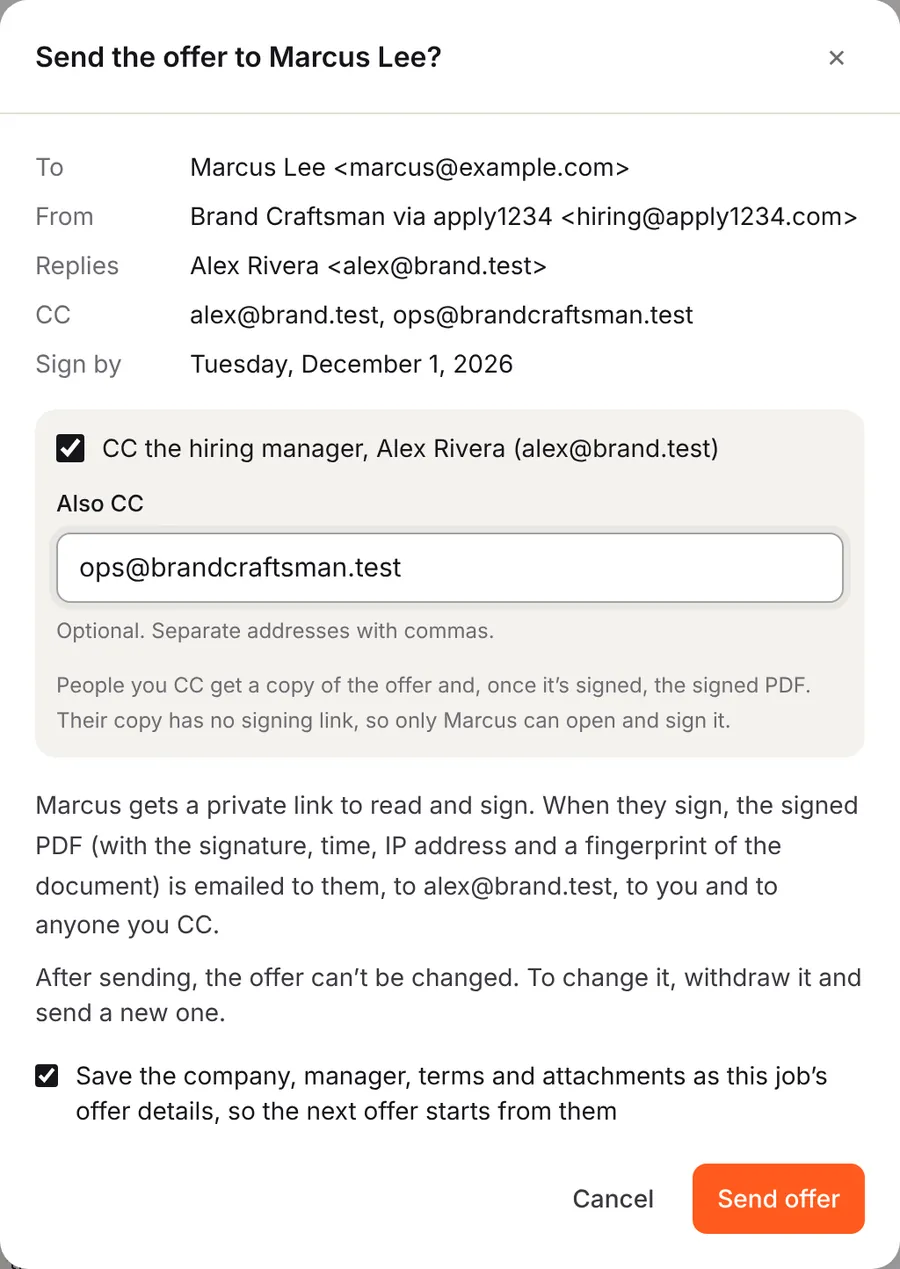 Send the offer to Marcus Lee?
To Marcus Lee <marcus@example.com>
From Brand Craftsman via apply1234 <hiring@apply1234.com>
Replies Alex Rivera <alex@brand.test>
CC alex@brand.test, ops@brandcraftsman.test
Sign by Tuesday, December 1, 2026
CC the hiring manager, Alex Rivera (alex@brand.test)
Also CC
ops@brandcraftsman.test
Optional. Separate addresses with commas.
People you CC get a copy of the offer and, once it’s signed, the signed PDF.
Their copy has no signing link, so only Marcus can open and sign it.
Marcus gets a private link to read and sign. When they sign, the signed
PDF (with the signature, time, IP address and a fingerprint of the
document) is emailed to them, to alex@brand.test, to you and to
anyone you CC.
After sending, the offer can’t be changed. To change it, withdraw it and
send a new one.
Save the company, manager, terms and attachments as this job’s
offer details, so the next offer starts from them
Cancel Send offer